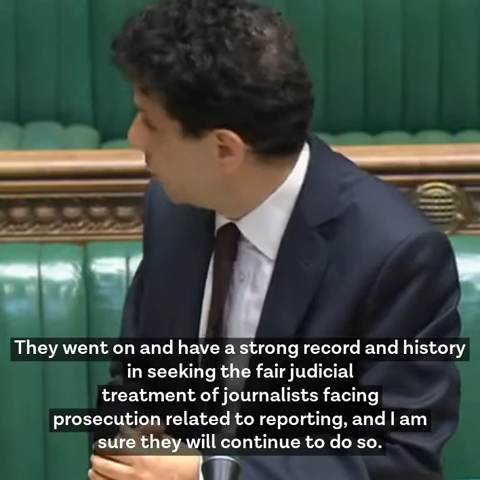 They went on and have a strong record and history
in seeking the fair judicial
treatment of journalists facing
prosecution related to reporting, and I am
sure they will continue to do so.